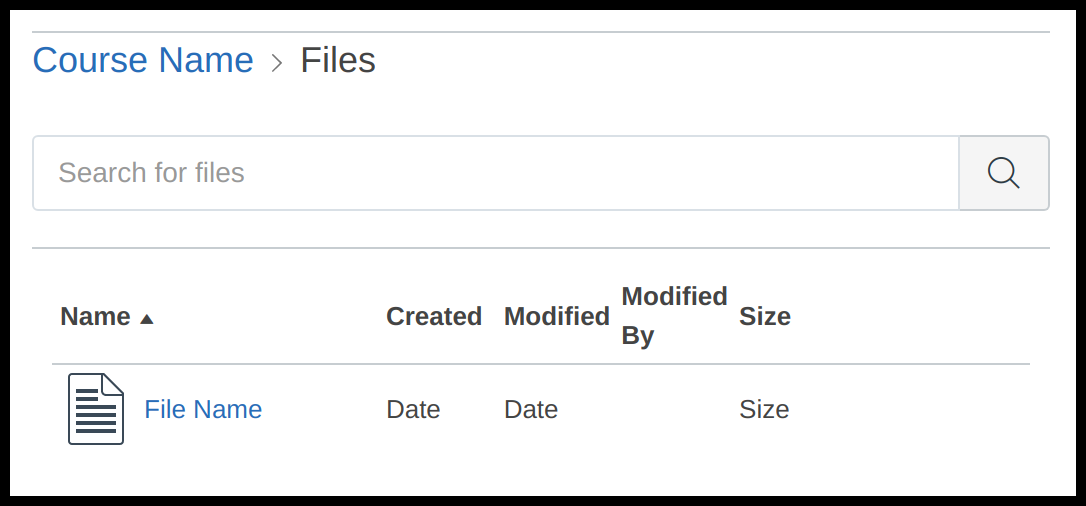 Course Name > Files
Search for files
Name ▲ Created Modified Modified By Size
File Name Date Date Size